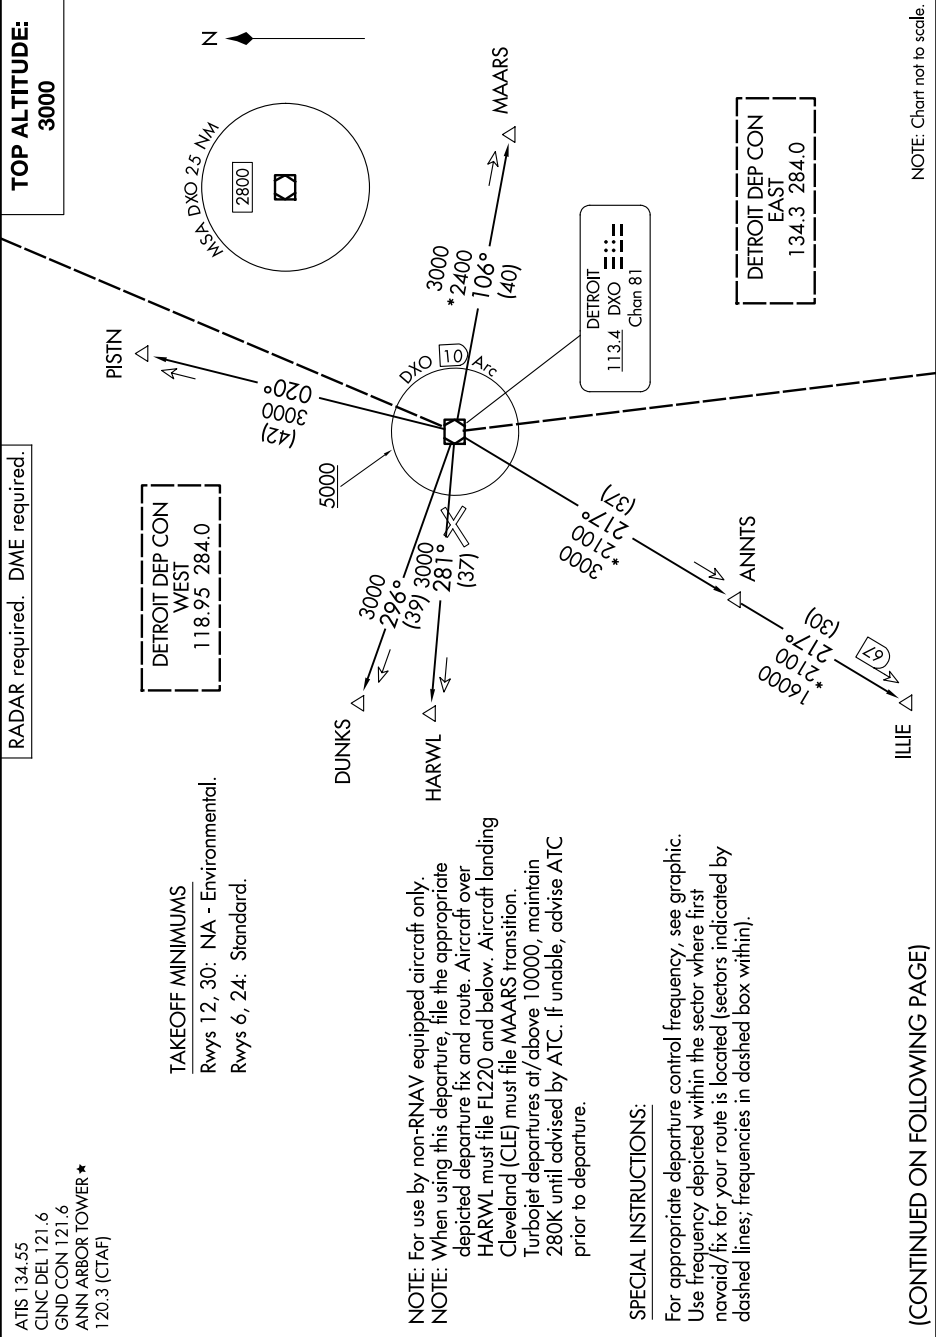 ATIS 134.55
CLNC DEL 121.6
GND CON 121.6
ANN ARBOR TOWER ★
120.3 (CTAF)
RADAR required.  DME required.
TOP ALTITUDE:
3000
TAKEOFF MINIMUMS
Rwys 12, 30:  NA - Environmental.
Rwys 6, 24:  Standard.
DETROIT DEP CON
WEST
118.95  284.0
PISTN
(42)
3000
020°
N
MSA DXO 25 NM
2800
5000
DXO 10 Arc
DUNKS
3000
296°
(39)
HARWL
3000
281°
(37)
3000
*2400
106°
(40)
MAARS
DETROIT
113.4  DXO
Chan 81
3000
*2100
217°
(37)
ANNTS
16000
*2100
217°
(30)
67
ILLIE
DETROIT DEP CON
EAST
134.3  284.0
NOTE: For use by non-RNAV equipped aircraft only.
NOTE: When using this departure, file the appropriate
depicted departure fix and route. Aircraft over
HARWL must file FL220 and below. Aircraft landing
Cleveland (CLE) must file MAARS transition.
Turbojet departures at/above 10000, maintain
280K until advised by ATC. If unable, advise ATC
prior to departure.
SPECIAL INSTRUCTIONS:
For appropriate departure control frequency, see graphic.
Use frequency depicted within the sector where first
navaid/fix for your route is located (sectors indicated by
dashed lines; frequencies in dashed box within).
(CONTINUED ON FOLLOWING PAGE)
NOTE: Chart not to scale.